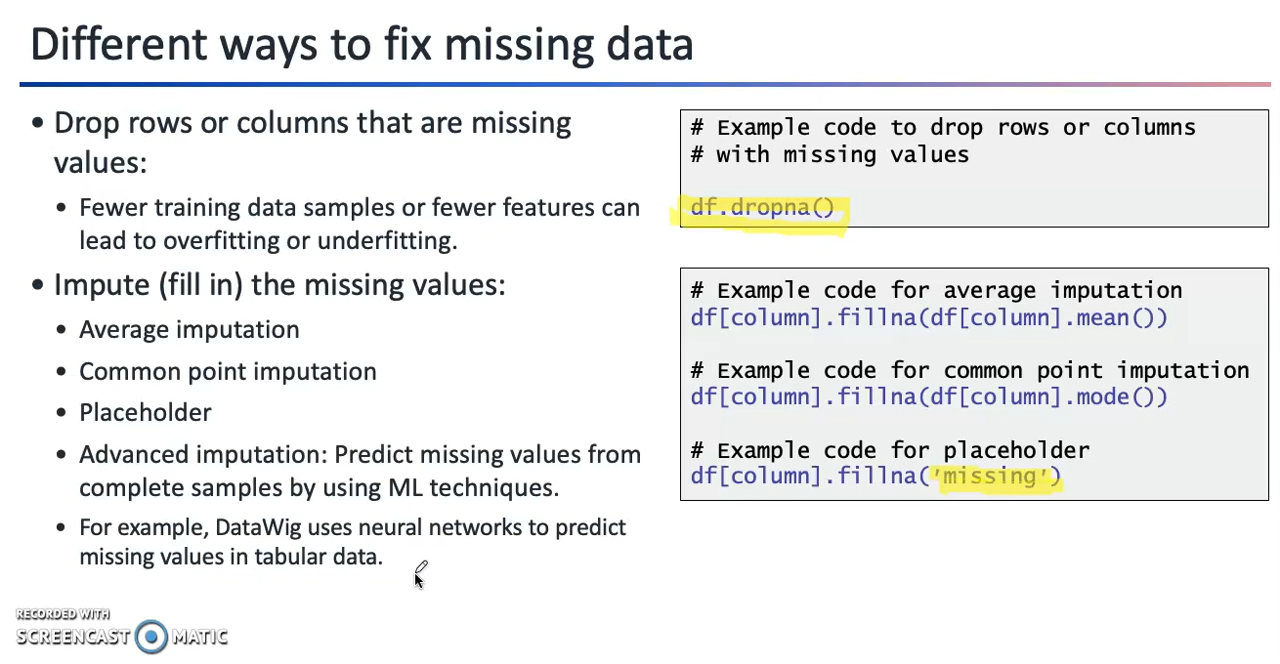 Different ways to fix missing data
• Drop rows or columns that are missing
values:
• Fewer training data samples or fewer features can
lead to overfitting or underfitting.
• Impute (fill in) the missing values:
• Average imputation
• Common point imputation
• Placeholder
• Advanced imputation: Predict missing values from
complete samples by using ML techniques.
• For example, DataWig uses neural networks to predict
missing values in tabular data.
# Example code to drop rows or columns
# with missing values
df.dropna()
# Example code for average imputation
df[column].fillna(df[column].mean())
# Example code for common point imputation
df[column].fillna(df[column].mode())
# Example code for placeholder
df[column].fillna('missing')
RECORDED WITH
SCREENCAST MATIC